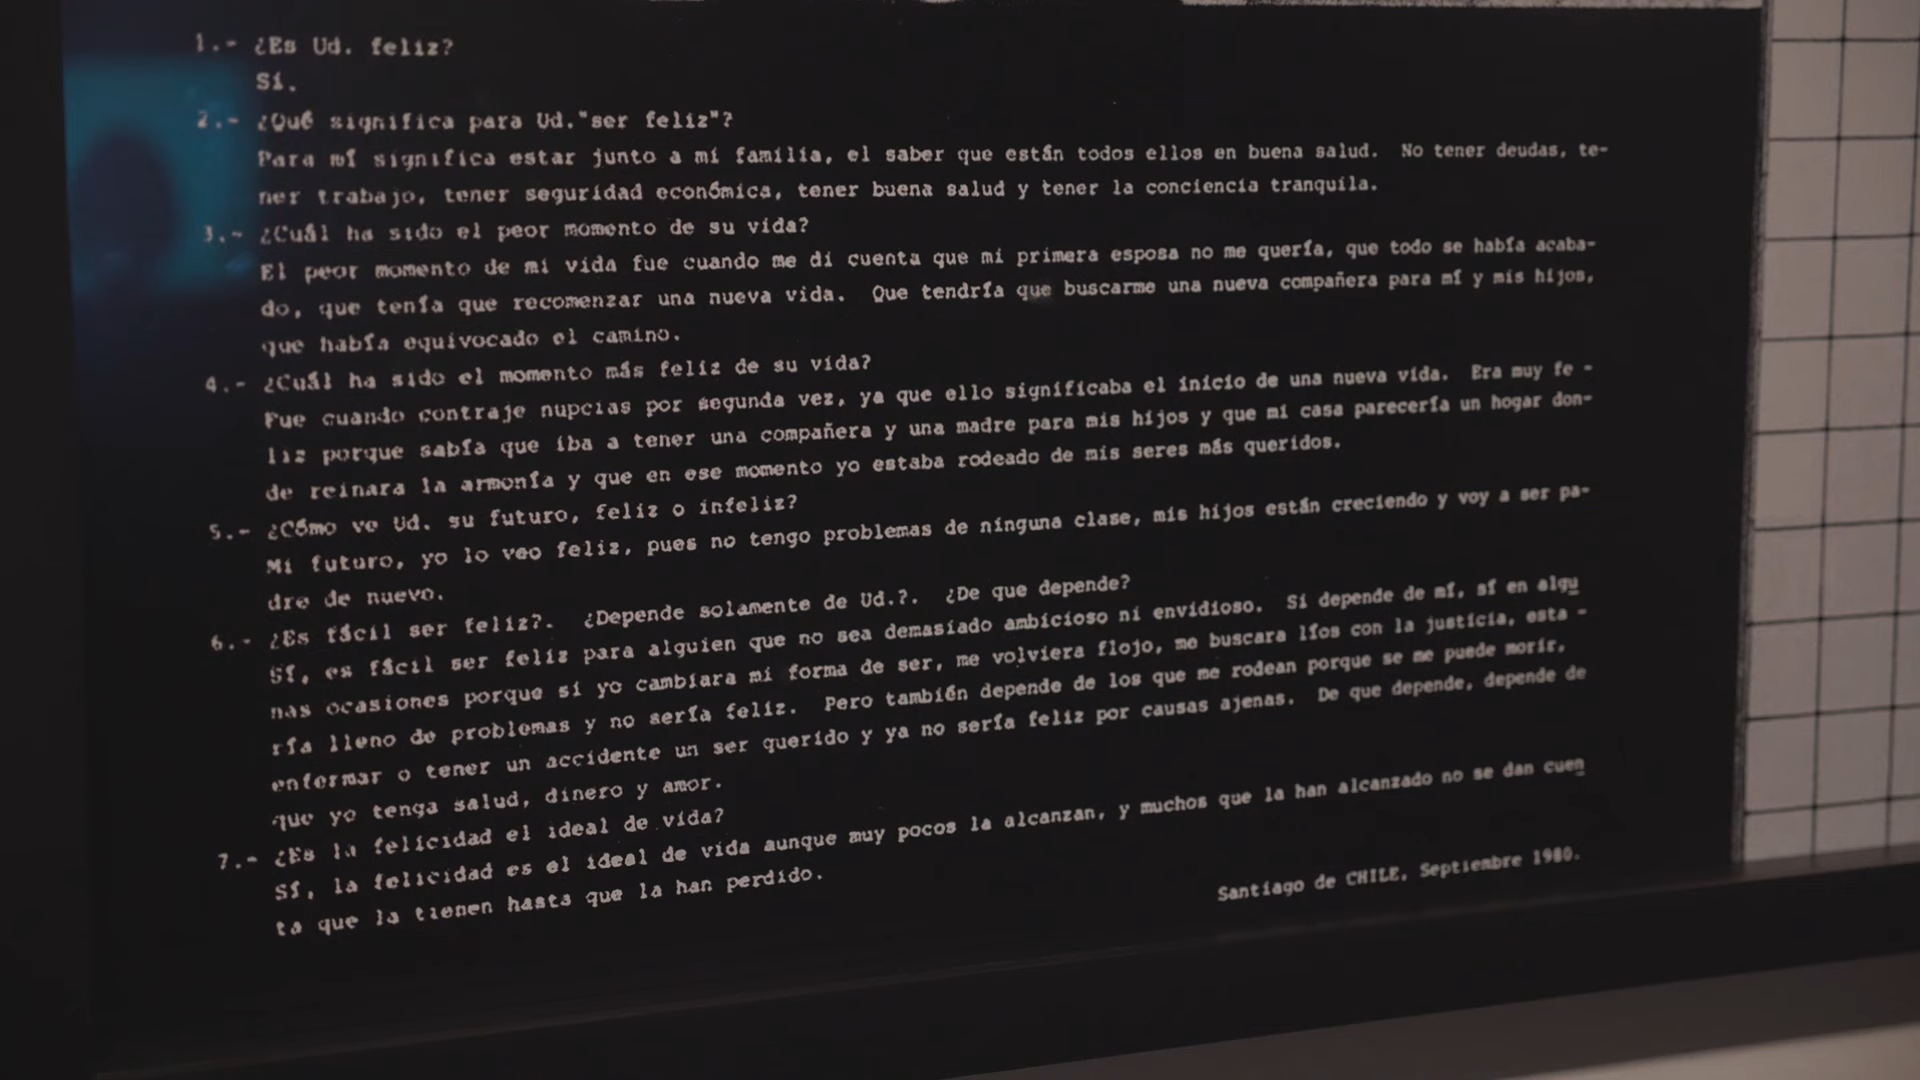 1.- ¿Es Ud. feliz?
Sí.
2.- ¿Qué significa para Ud."ser feliz"?
Para mí significa estar junto a mi familia, el saber que están todos ellos en buena salud. No tener deudas, te-
ner trabajo, tener seguridad económica, tener buena salud y tener la conciencia tranquila.
3.- ¿Cuál ha sido el peor momento de su vida?
El peor momento de mi vida fue cuando me di cuenta que mi primera esposa no me quería, que todo se había acaba-
do, que tenía que recomenzar una nueva vida. Que tendría que buscarme una nueva compañera para mí y mis hijos,
que había equivocado el camino.
4.- ¿Cuál ha sido el momento más feliz de su vida?
Fue cuando contraje nupcias por segunda vez, ya que ello significaba el inicio de una nueva vida. Era muy fe -
liz porque sabía que iba a tener una compañera y una madre para mis hijos y que mi casa parecería un hogar don-
de reinara la armonía y que en ese momento yo estaba rodeado de mis seres más queridos.
5.- ¿Cómo ve Ud. su futuro, feliz o infeliz?
Mi futuro, yo lo veo feliz, pues no tengo problemas de ninguna clase, mis hijos están creciendo y voy a ser pa-
dre de nuevo.
6.- ¿Es fácil ser feliz?. ¿Depende solamente de Ud.?. ¿De que depende?
Sí, es fácil ser feliz para alguien que no sea demasiado ambicioso ni envidioso. Si depende de mí, sí en algu
nas ocasiones porque si yo cambiara mi forma de ser, me volviera flojo, me buscara líos con la justicia, esta -
ría lleno de problemas y no sería feliz. Pero también depende de los que me rodean porque se me puede morir,
enfermar o tener un accidente un ser querido y ya no sería feliz por causas ajenas. De que depende, depende de
que yo tenga salud, dinero y amor.
7.- ¿Es la felicidad el ideal de vida?
Sí, la felicidad es el ideal de vida aunque muy pocos la alcanzan, y muchos que la han alcanzado no se dan cuen
ta que la tienen hasta que la han perdido.
Santiago de CHILE, Septiembre 1980.